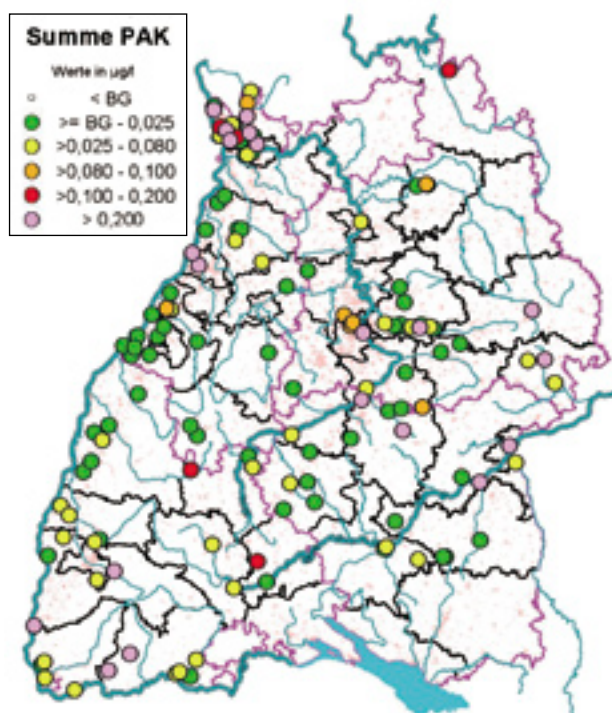 Summe PAK
Werte in µg/l
< BG
>= BG - 0,025
>0,025 - 0,080
>0,080 - 0,100
>0,100 - 0,200
> 0,200